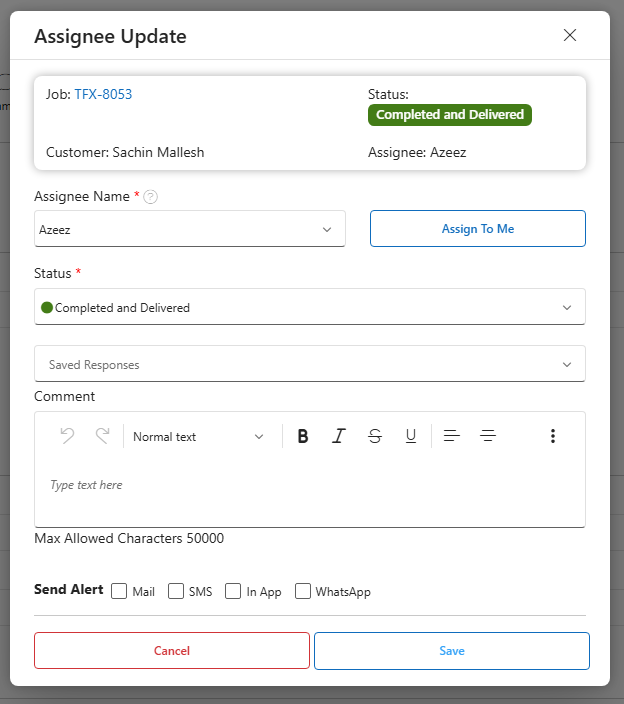 Assignee Update
Job: TFX-8053
Status:
Completed and Delivered
Customer: Sachin Mallesh
Assignee: Azeez
Assignee Name * ?
Azeez
Assign To Me
Status *
Completed and Delivered
Saved Responses
Comment
Normal text
B I S U
Type text here
Max Allowed Characters 50000
Send Alert Mail SMS In App WhatsApp
Cancel
Save